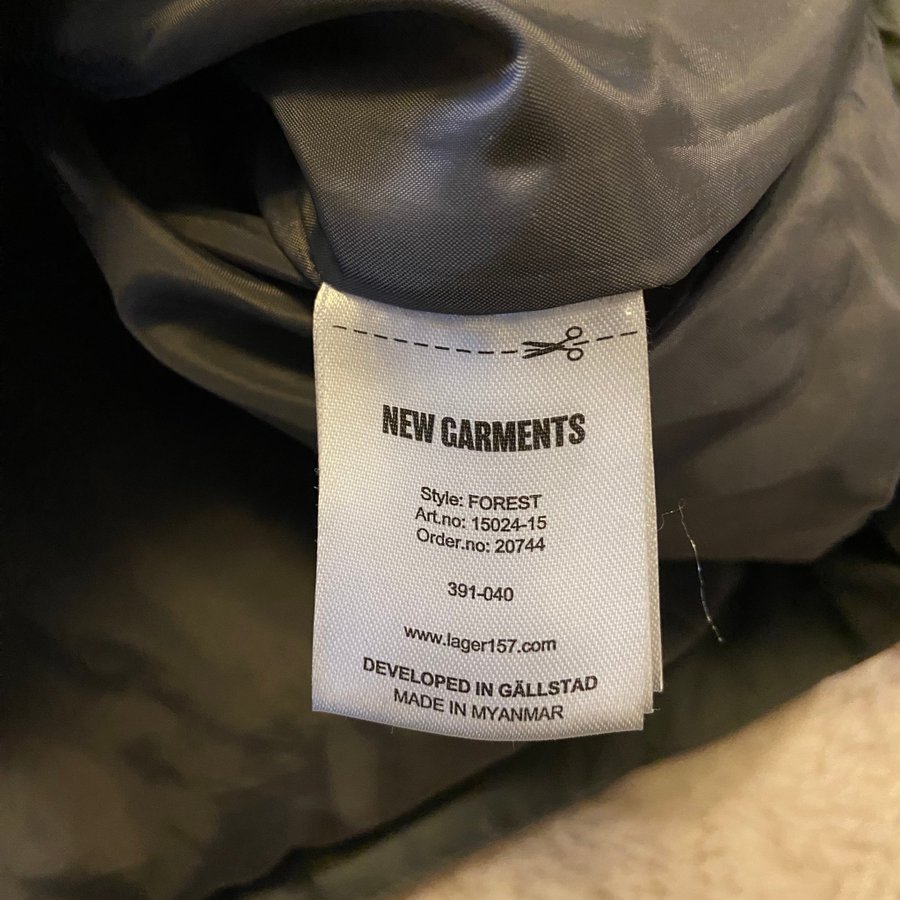 NEW GARMENTS
Style: FOREST
Art.no: 15024-15
Order.no: 20744
391-040
www.lager157.com
DEVELOPED IN GÄLLSTAD
MADE IN MYANMAR